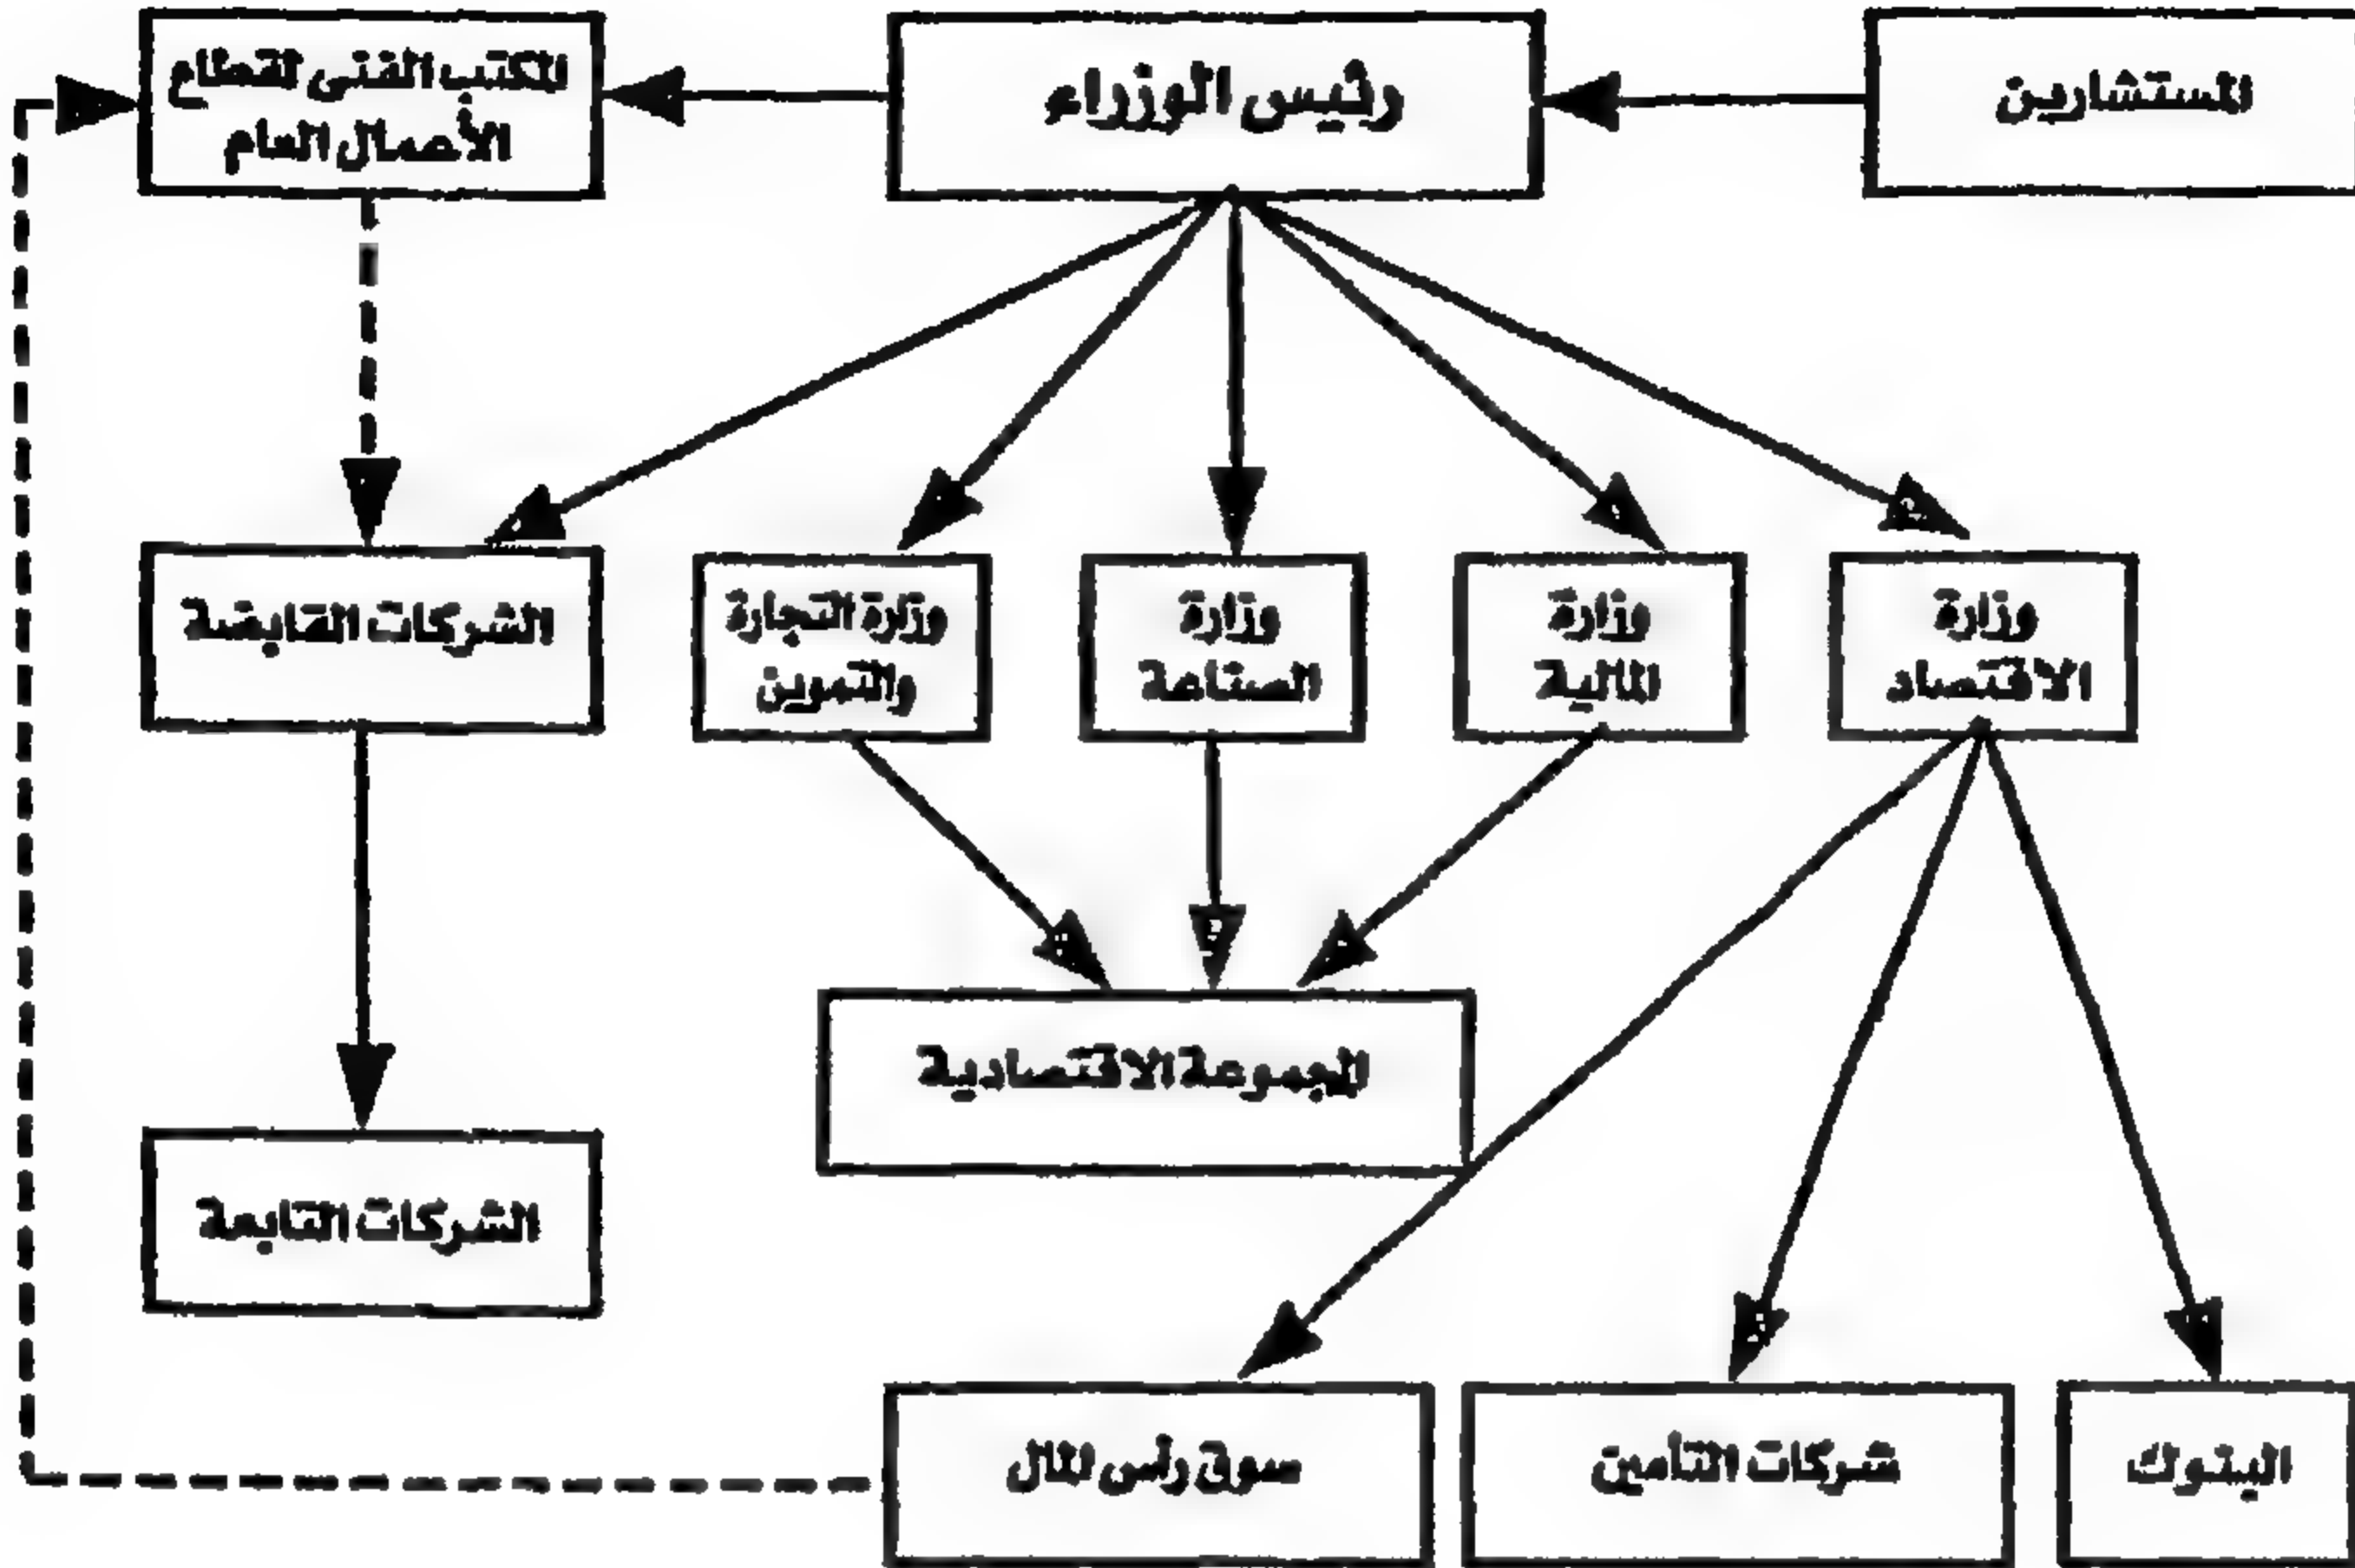 المستشارين
رئيس الوزراء
المكتب الفنى لقطاع
الأعمال العام
وزارة
الاقتصاد
وزارة
المالية
وزارة
الصناعة
وزارة التجارة
والتموين
الشركات القابضة
المجموعة الاقتصادية
الشركات التابعة
البنوك
شركات التأمين
سوق رأس المال